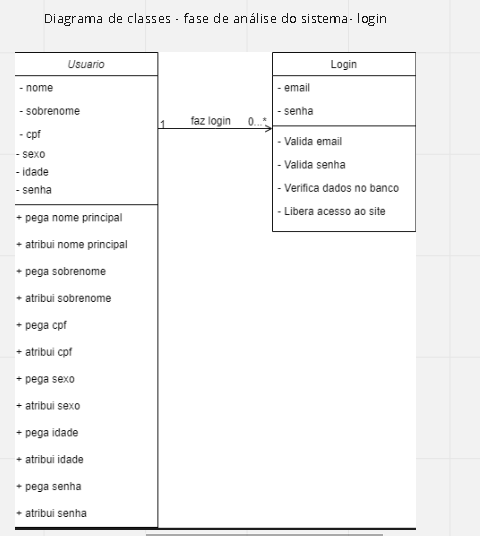 Diagrama de classes - fase de análise do sistema- login
Usuario
- nome
- sobrenome
- cpf
- sexo
- idade
- senha
+ pega nome principal
+ atribui nome principal
+ pega sobrenome
+ atribui sobrenome
+ pega cpf
+ atribui cpf
+ pega sexo
+ atribui sexo
+ pega idade
+ atribui idade
+ pega senha
+ atribui senha
1 faz login 0...*
Login
- email
- senha
- Valida email
- Valida senha
- Verifica dados no banco
- Libera acesso ao site